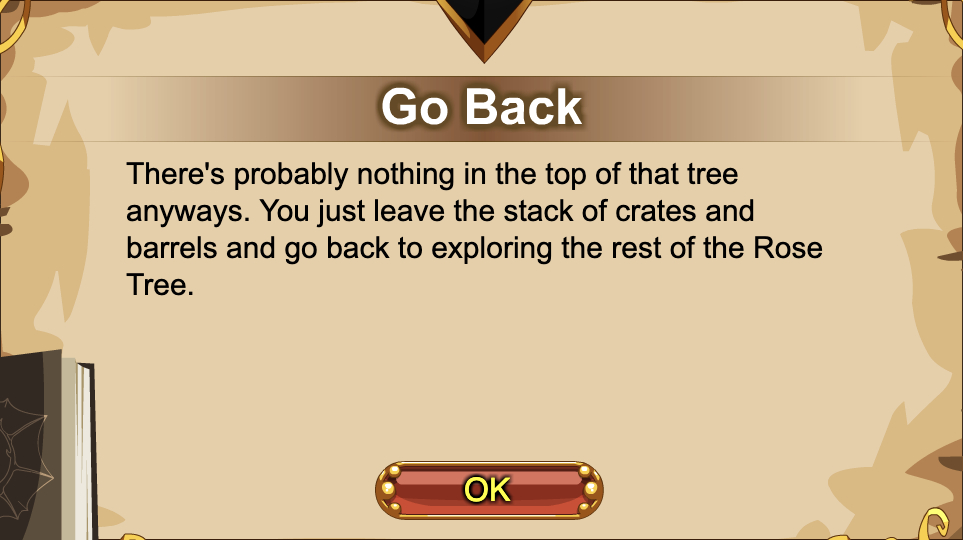 Go Back
There's probably nothing in the top of that tree
anyways. You just leave the stack of crates and
barrels and go back to exploring the rest of the Rose
Tree.
OK